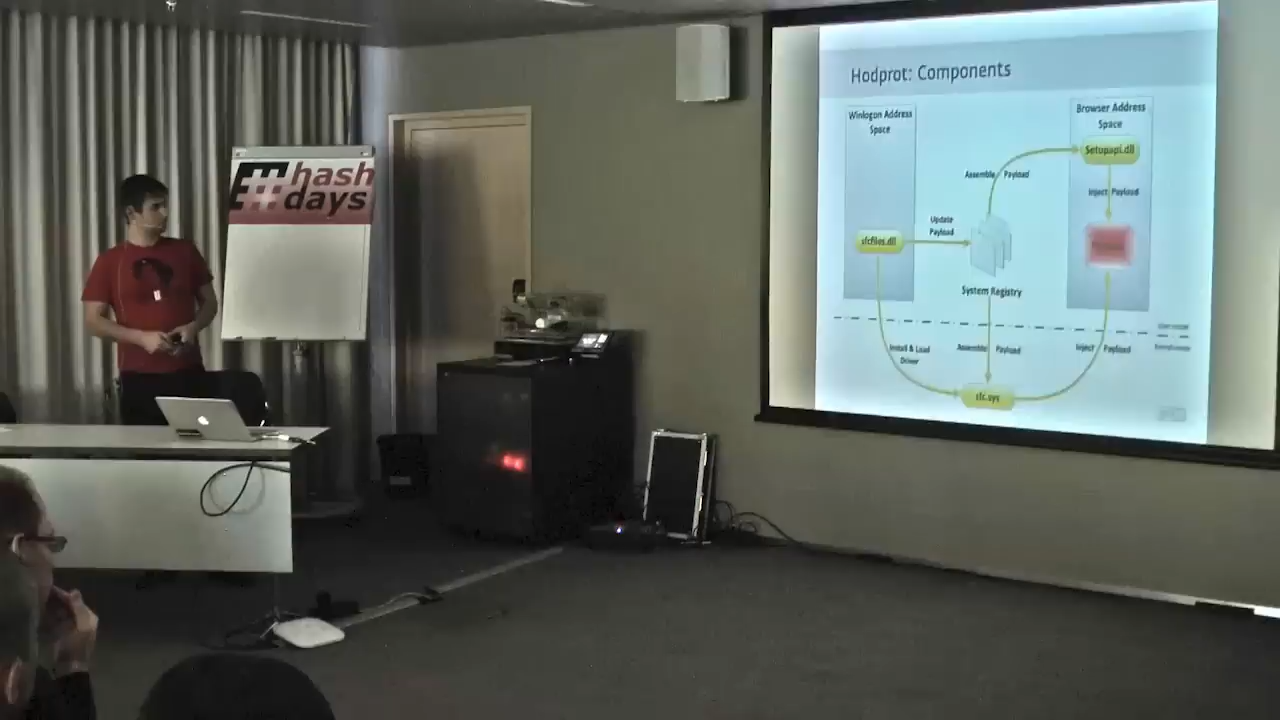 hash
days
Hodprot: Components
Winlogon Address
Space
Browser Address
Space
Setupapi.dll
Assemble Payload
Inject Payload
Update
Payload
sfcfiles.dll
System Registry
Install & Load
Driver
Assemble Payload
Inject Payload
sfc.sys